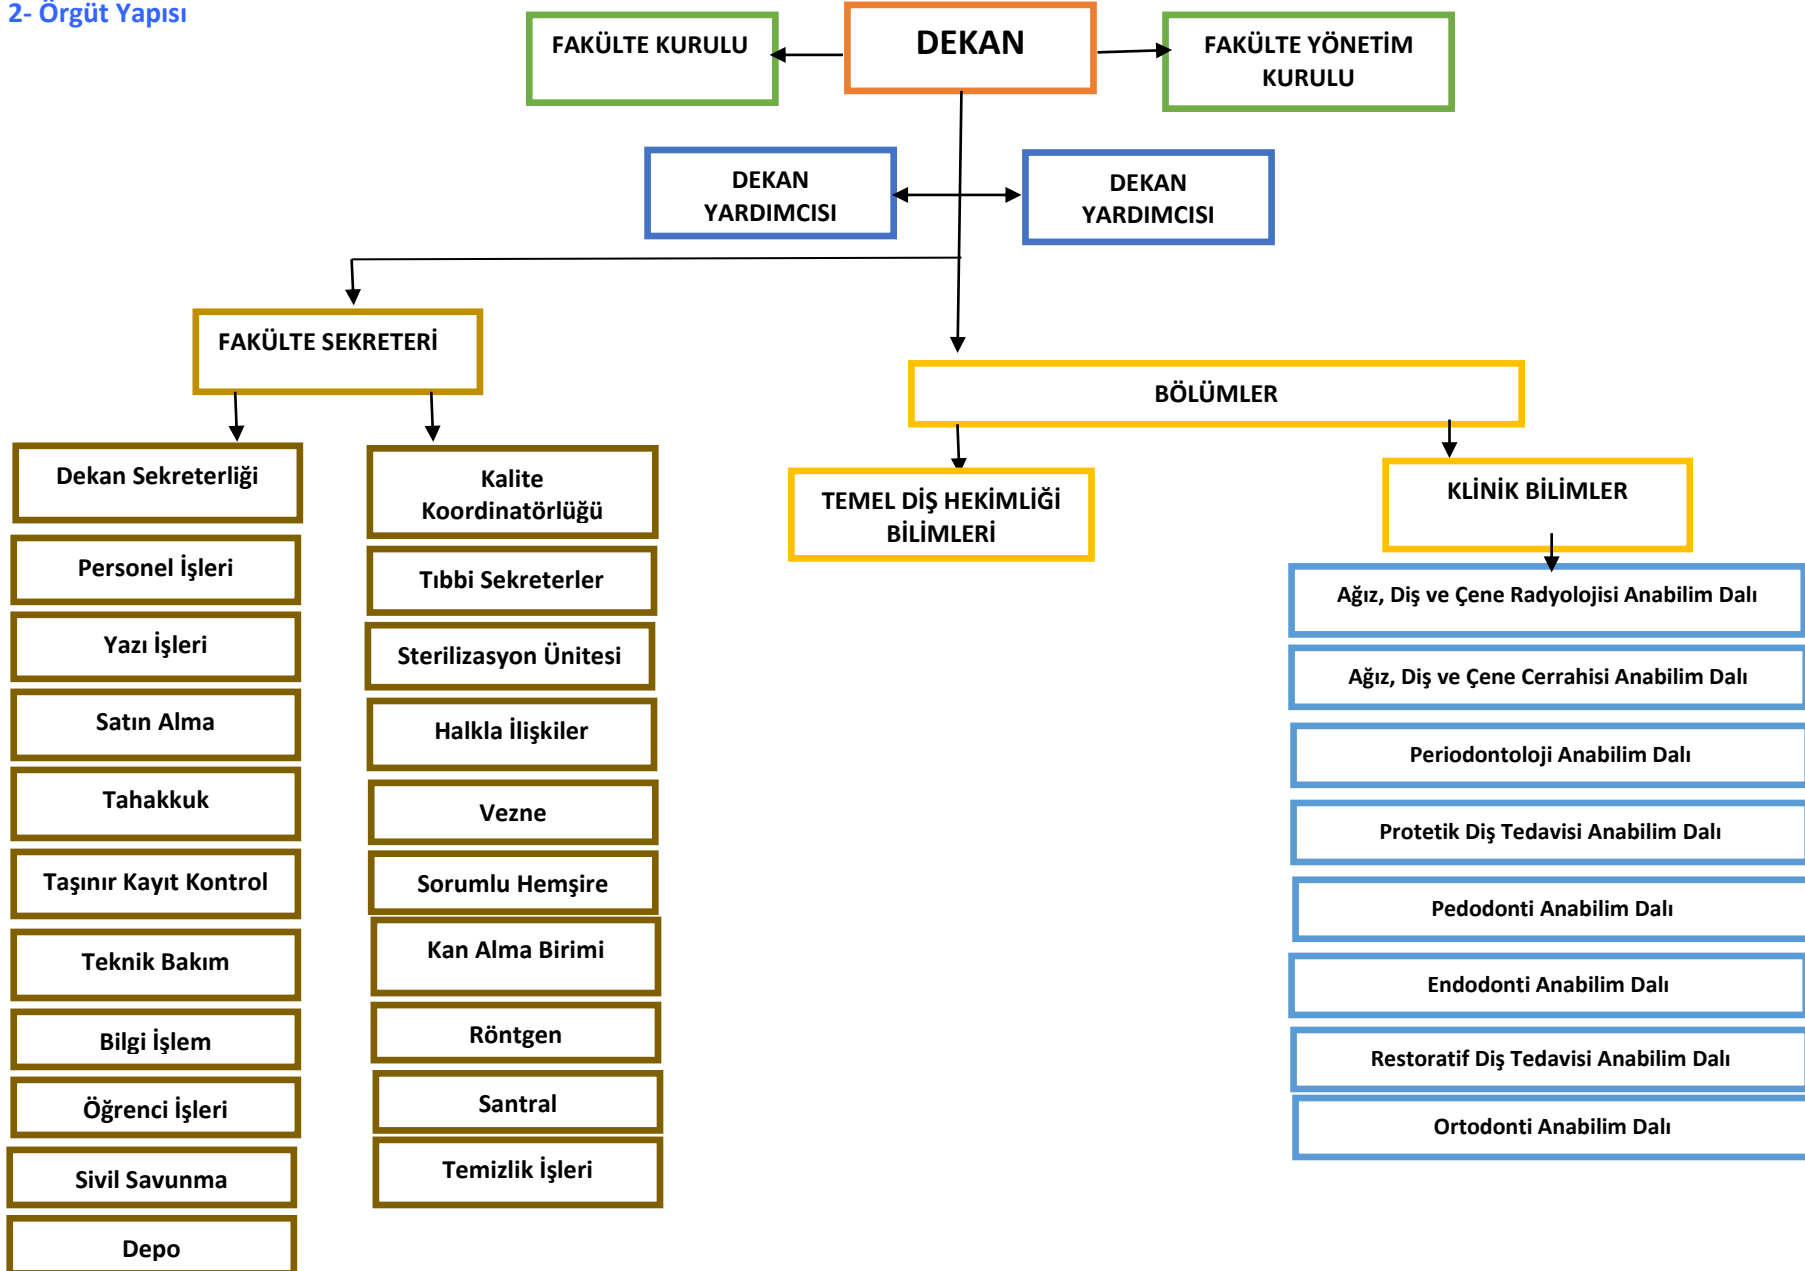 2- Örgüt Yapısı
FAKÜLTE KURULU
DEKAN
FAKÜLTE YÖNETİM
KURULU
DEKAN
YARDIMCISI
DEKAN
YARDIMCISI
FAKÜLTE SEKRETERİ
BÖLÜMLER
Dekan Sekreterliği
Personel İşleri
Yazı İşleri
Satın Alma
Tahakkuk
Taşınır Kayıt Kontrol
Teknik Bakım
Bilgi İşlem
Öğrenci İşleri
Sivil Savunma
Depo
Kalite
Koordinatörlüğü
Tıbbi Sekreterler
Sterilizasyon Ünitesi
Halkla İlişkiler
Vezne
Sorumlu Hemşire
Kan Alma Birimi
Röntgen
Santral
Temizlik İşleri
TEMEL DİŞ HEKİMLİĞİ
BİLİMLERİ
KLİNİK BİLİMLER
Ağız, Diş ve Çene Radyolojisi Anabilim Dalı
Ağız, Diş ve Çene Cerrahisi Anabilim Dalı
Periodontoloji Anabilim Dalı
Protetik Diş Tedavisi Anabilim Dalı
Pedodonti Anabilim Dalı
Endodonti Anabilim Dalı
Restoratif Diş Tedavisi Anabilim Dalı
Ortodonti Anabilim Dalı